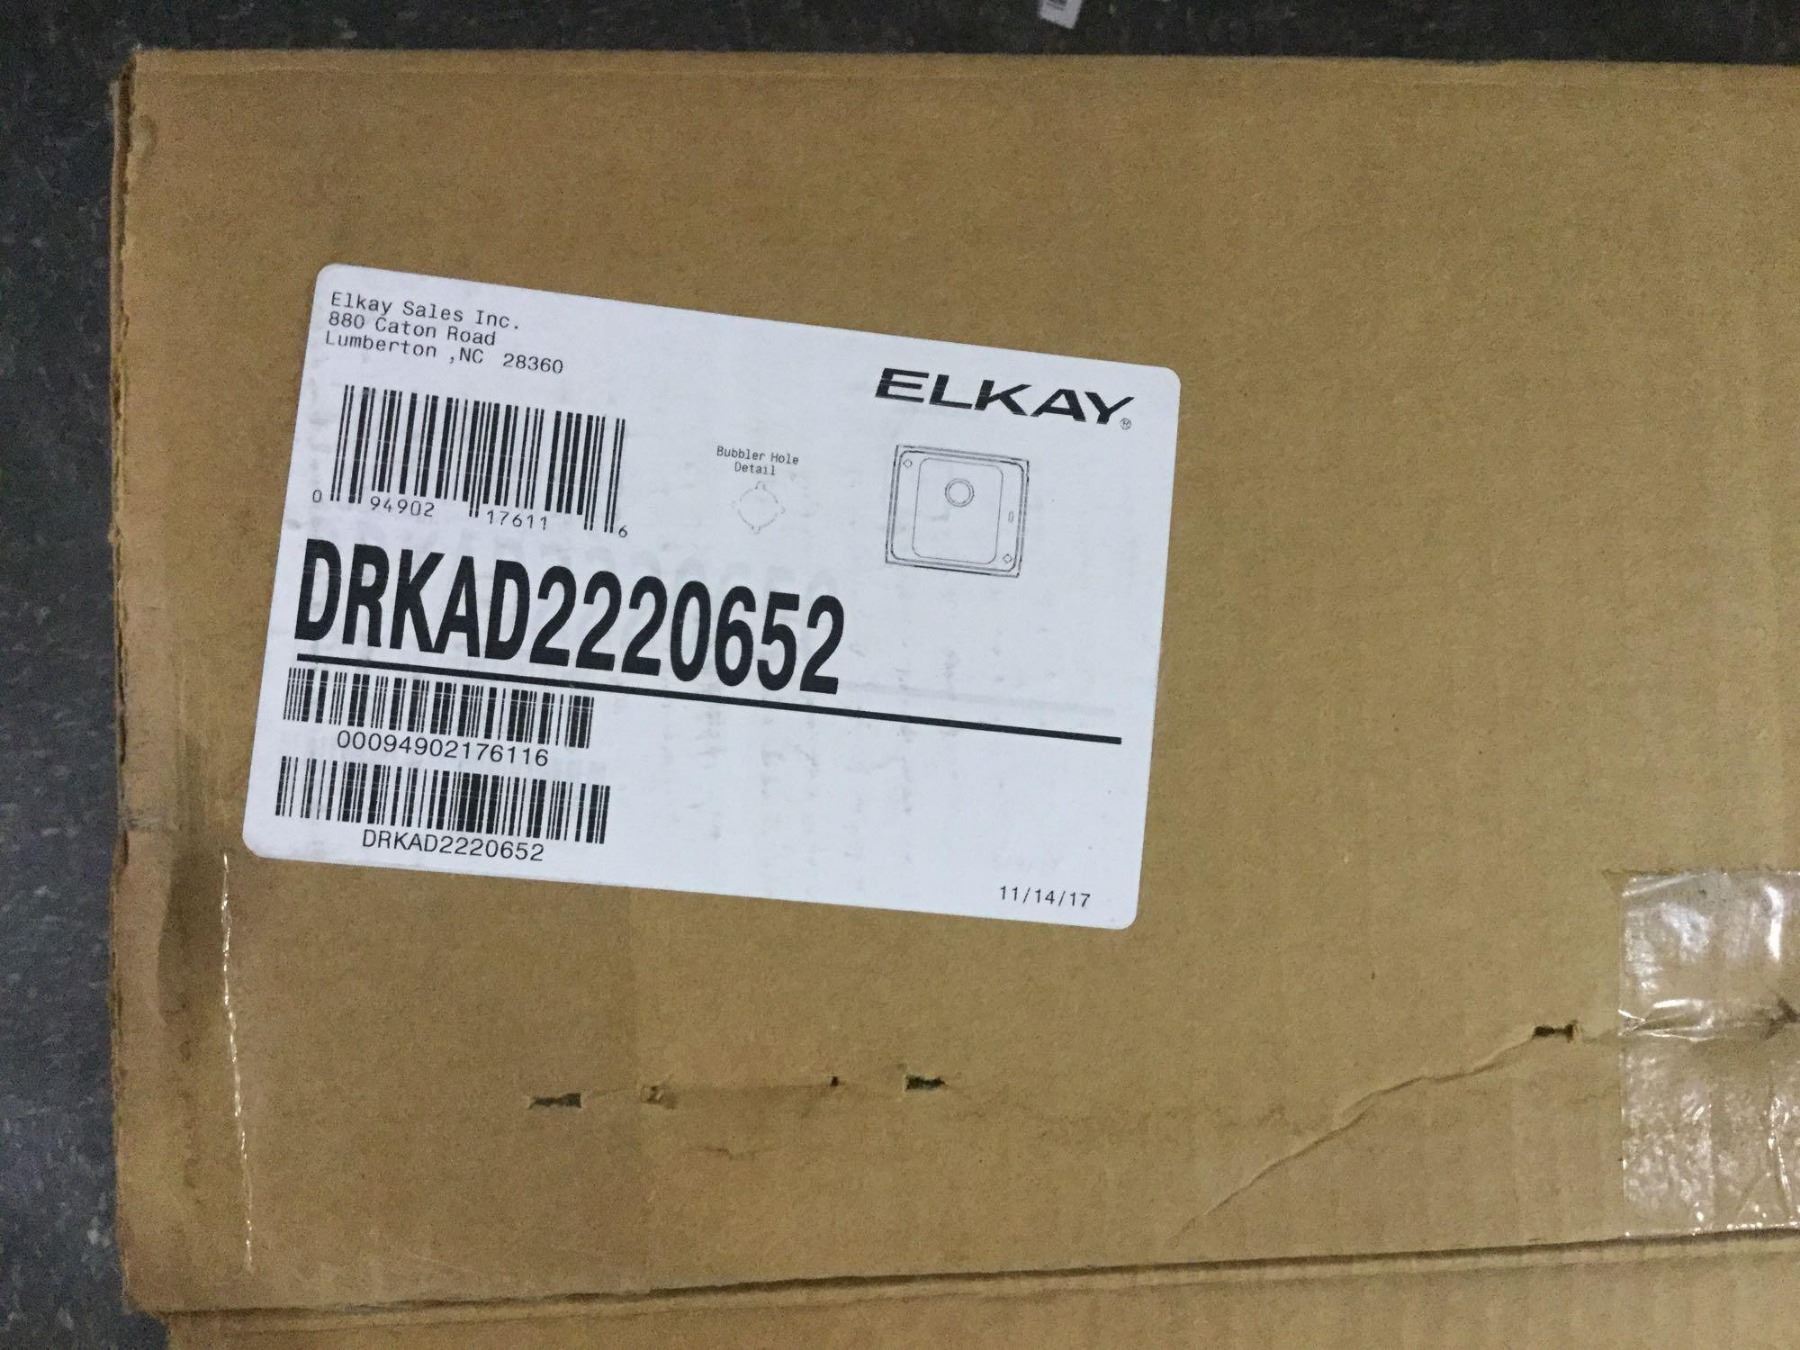 Elkay Sales Inc.
880 Caton Road
Lumberton ,NC 28360
ELKAY®
Bubbler Hole
Detail
0 94902 17611 6
DRKAD2220652
00094902176116
DRKAD2220652
11/14/17